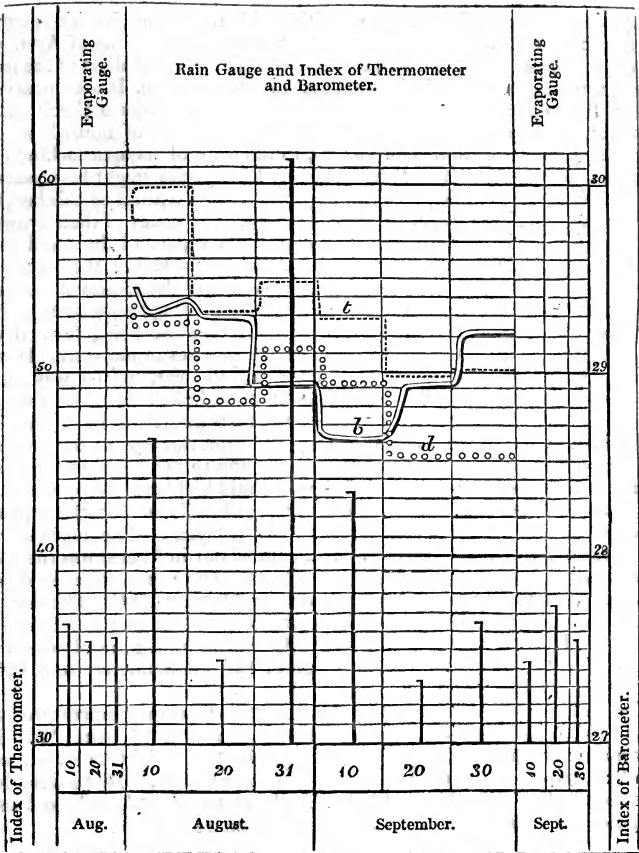 Evaporating
Gauge.
Rain Gauge and Index of Thermometer
and Barometer.
Evaporating
Gauge.
60
50
40
30
30
29
28
27
t
b
d
Index of Thermometer.
Index of Barometer.
10 20 31 10 20 31 10 20 30 10 20 30
Aug. August. September. Sept.